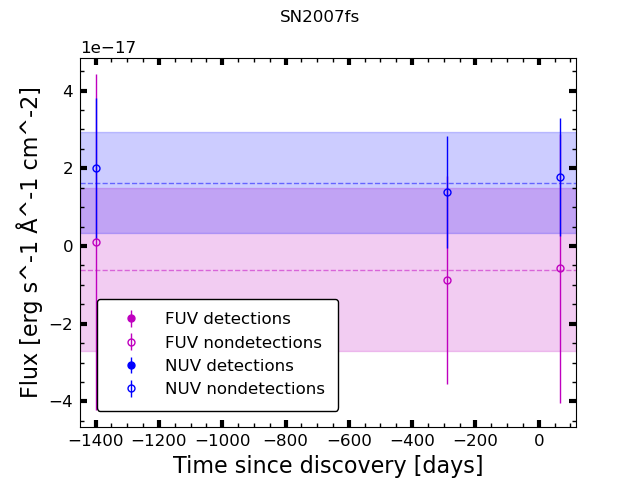 SN2007fs
1e−17
4
2
0
−2
−4
Flux [erg s^-1 Å^-1 cm^-2]
FUV detections
FUV nondetections
NUV detections
NUV nondetections
−1400 −1200 −1000 −800 −600 −400 −200 0
Time since discovery [days]